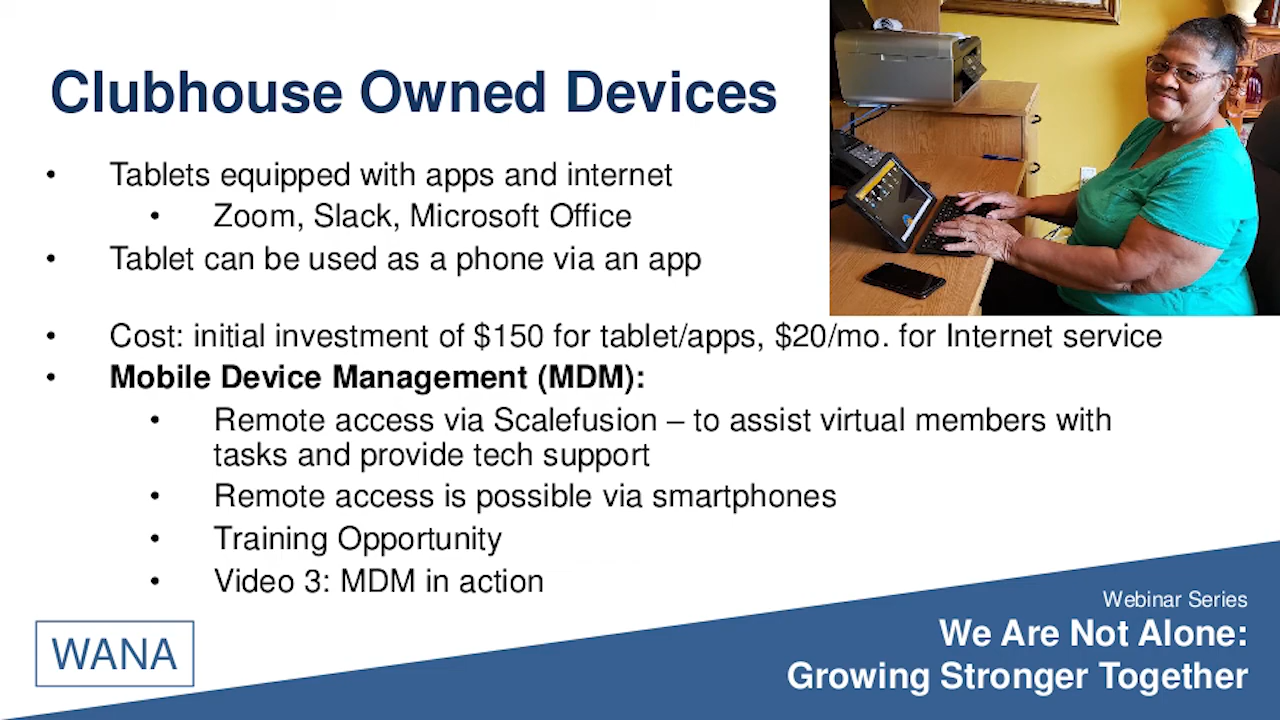 Clubhouse Owned Devices
• Tablets equipped with apps and internet
• Zoom, Slack, Microsoft Office
• Tablet can be used as a phone via an app
• Cost: initial investment of $150 for tablet/apps, $20/mo. for Internet service
• Mobile Device Management (MDM):
• Remote access via Scalefusion – to assist virtual members with
tasks and provide tech support
• Remote access is possible via smartphones
• Training Opportunity
• Video 3: MDM in action
WANA
Webinar Series
We Are Not Alone:
Growing Stronger Together